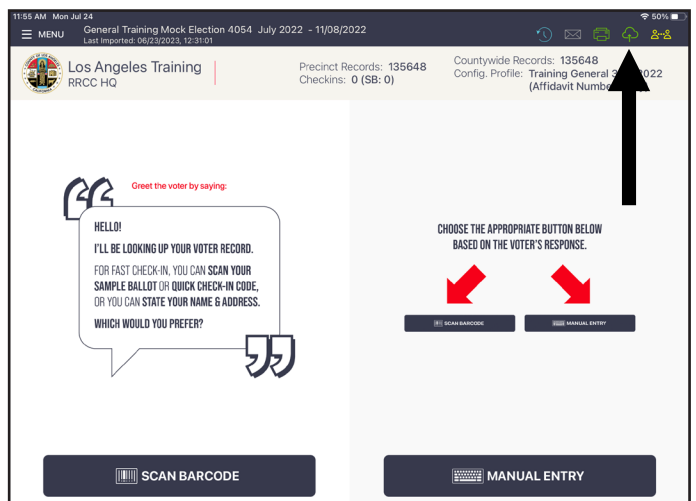 11:55 AM Mon Jul 24
50%
MENU
General Training Mock Election 4054 July 2022 - 11/08/2022
Last Imported: 06/23/2023, 12:31:01
Los Angeles Training
RRCC HQ
Precinct Records: 135648
Checkins: 0 (SB: 0)
Countywide Records: 135648
Config. Profile: Training General 3 2022
(Affidavit Numbe
Greet the voter by saying:
HELLO!
I'LL BE LOOKING UP YOUR VOTER RECORD.
FOR FAST CHECK-IN, YOU CAN SCAN YOUR
SAMPLE BALLOT OR QUICK CHECK-IN CODE,
OR YOU CAN STATE YOUR NAME & ADDRESS.
WHICH WOULD YOU PREFER?
CHOOSE THE APPROPRIATE BUTTON BELOW
BASED ON THE VOTER'S RESPONSE.
SCAN BARCODE
MANUAL ENTRY
SCAN BARCODE
MANUAL ENTRY